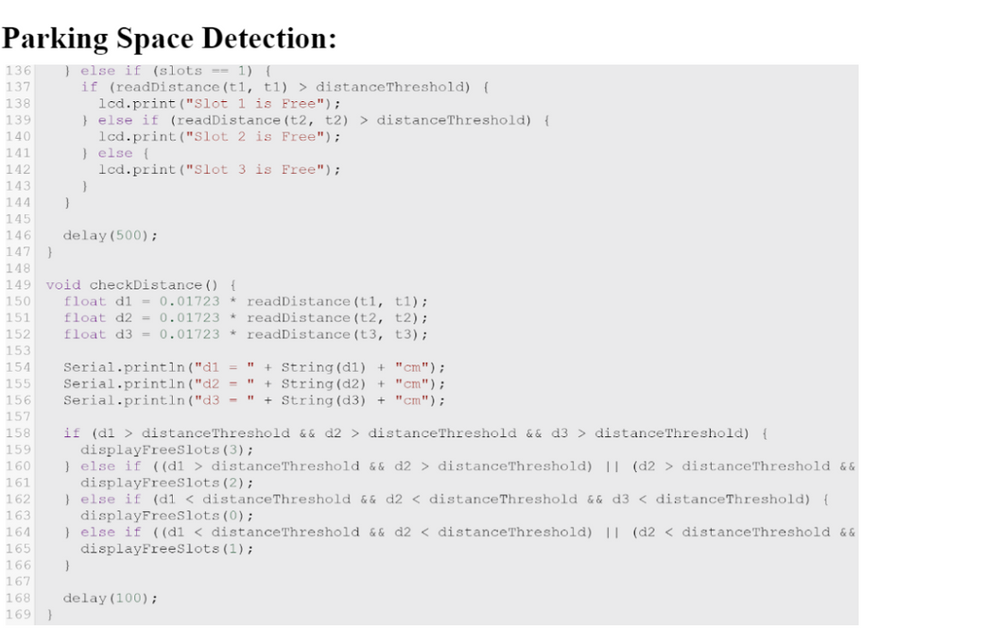 Parking Space Detection:
136 } else if (slots == 1) {
137 if (readDistance(t1, t1) > distanceThreshold) {
138 lcd.print("Slot 1 is Free");
139 } else if (readDistance(t2, t2) > distanceThreshold) {
140 lcd.print("Slot 2 is Free");
141 } else {
142 lcd.print("Slot 3 is Free");
143 }
144 }
145
146 delay(500);
147 }
148
149 void checkDistance() {
150 float d1 = 0.01723 * readDistance(t1, t1);
151 float d2 = 0.01723 * readDistance(t2, t2);
152 float d3 = 0.01723 * readDistance(t3, t3);
153
154 Serial.println("d1 = " + String(d1) + "cm");
155 Serial.println("d2 = " + String(d2) + "cm");
156 Serial.println("d3 = " + String(d3) + "cm");
157
158 if (d1 > distanceThreshold && d2 > distanceThreshold && d3 > distanceThreshold) {
159 displayFreeSlots(3);
160 } else if ((d1 > distanceThreshold && d2 > distanceThreshold) || (d2 > distanceThreshold &&
161 displayFreeSlots(2);
162 } else if (d1 < distanceThreshold && d2 < distanceThreshold && d3 < distanceThreshold) {
163 displayFreeSlots(0);
164 } else if ((d1 < distanceThreshold && d2 < distanceThreshold) || (d2 < distanceThreshold &&
165 displayFreeSlots(1);
166 }
167
168 delay(100);
169 }